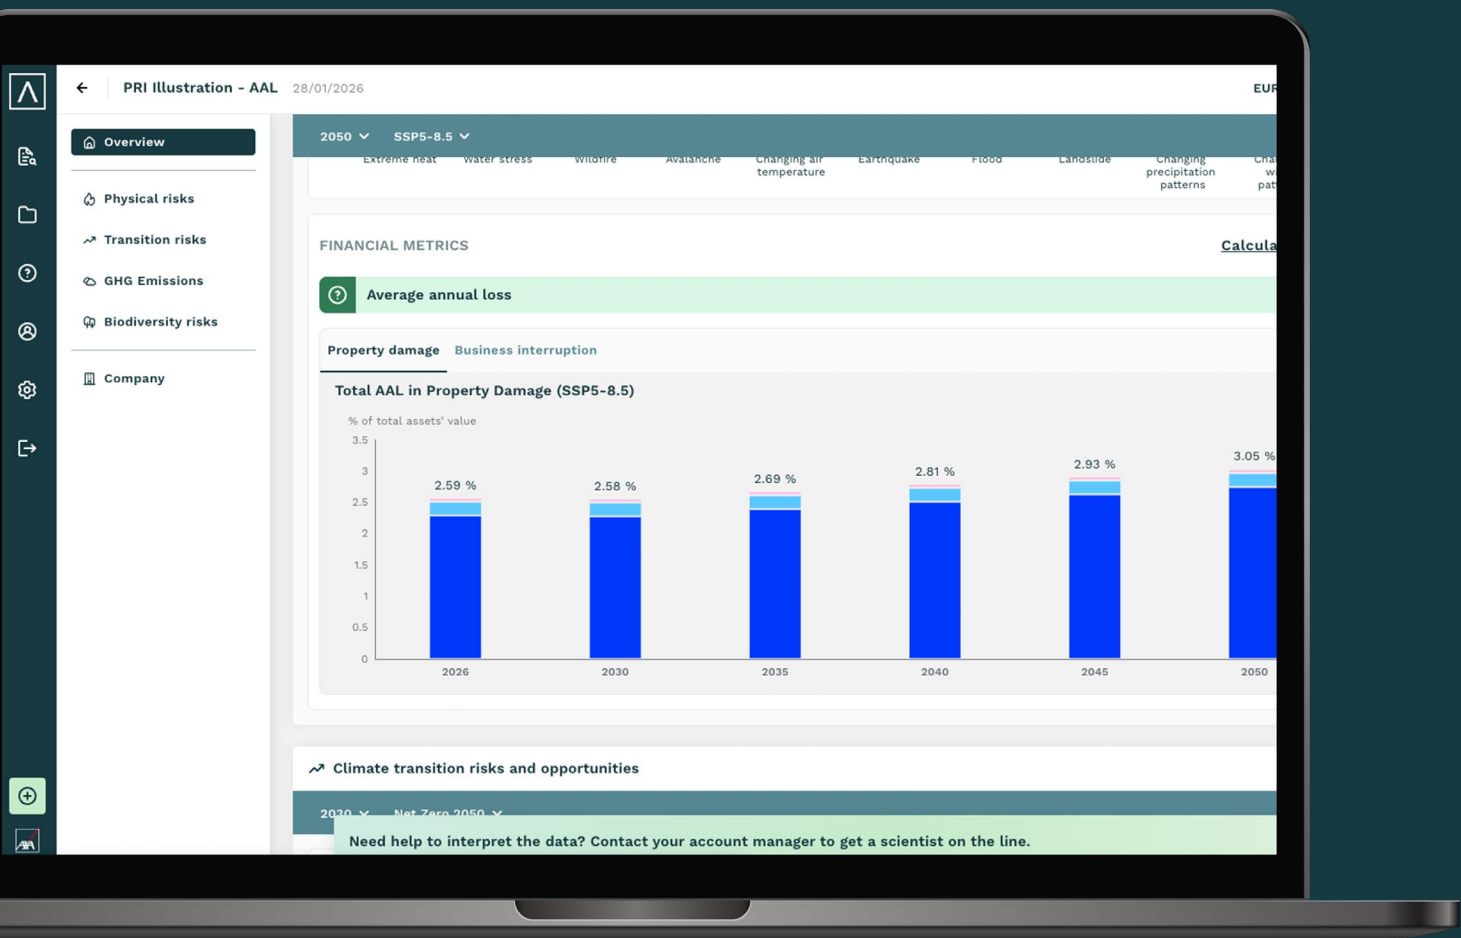 PRI Illustration - AAL 28/01/2026
EUR
Overview
Physical risks
Transition risks
GHG Emissions
Biodiversity risks
Company
2050 SSP5-8.5
Extreme heat Water stress Wildfire Avalanche Changing air Earthquake Flood Landslide Changing
temperature precipitation
patterns
FINANCIAL METRICS
Average annual loss
Property damage Business interruption
Total AAL in Property Damage (SSP5-8.5)
% of total assets' value
3.5
3
2.5
2
1.5
1
0.5
0
2.59 % 2.58 % 2.69 % 2.81 % 2.93 % 3.05 %
2026 2030 2035 2040 2045 2050
Climate transition risks and opportunities
2030 Net Zero 2050
Need help to interpret the data? Contact your account manager to get a scientist on the line.
AXA